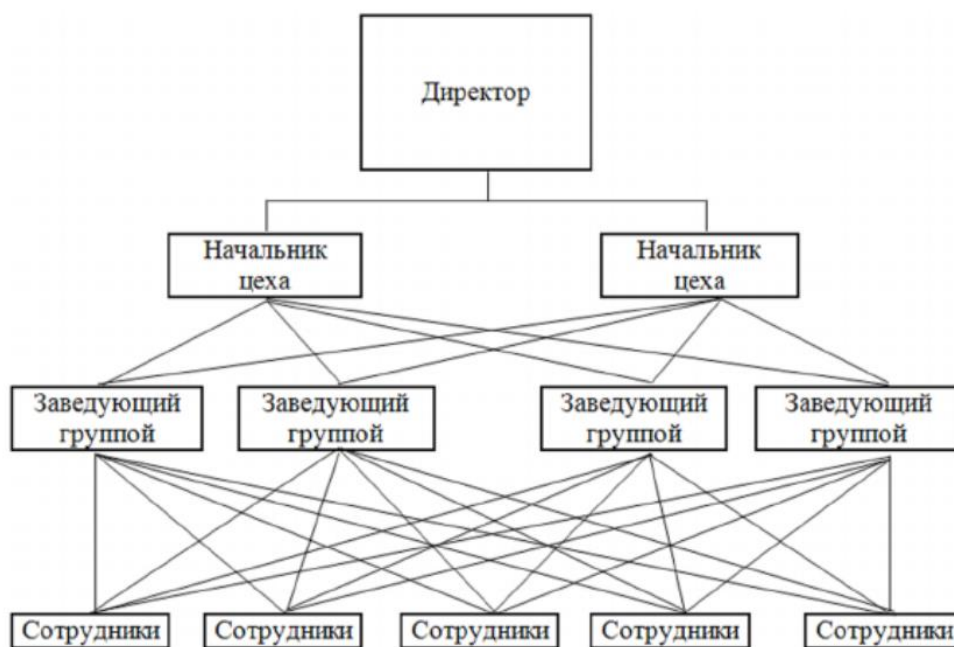 Директор
Начальник
цеха
Начальник
цеха
Заведующий
группой
Заведующий
группой
Заведующий
группой
Заведующий
группой
Сотрудники
Сотрудники
Сотрудники
Сотрудники
Сотрудники